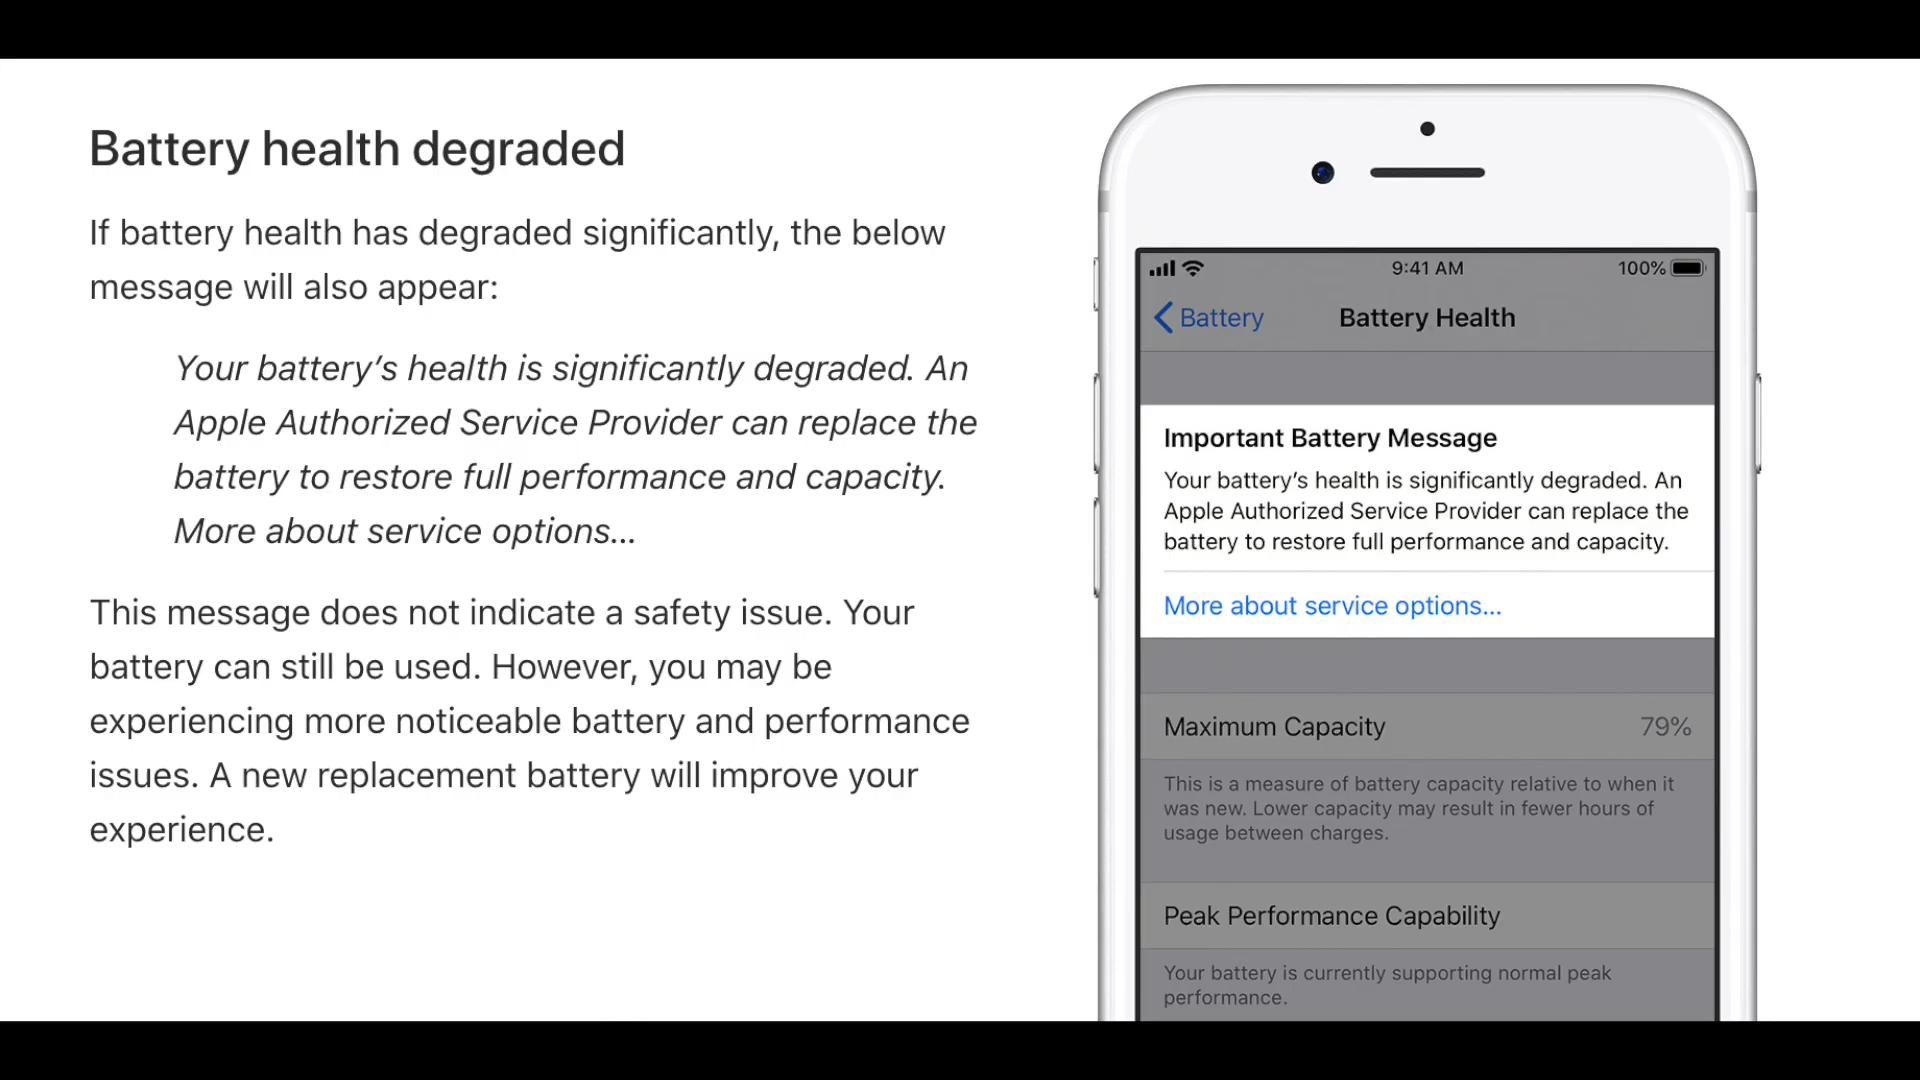 Battery health degraded
If battery health has degraded significantly, the below
message will also appear:
Your battery’s health is significantly degraded. An
Apple Authorized Service Provider can replace the
battery to restore full performance and capacity.
More about service options...
This message does not indicate a safety issue. Your
battery can still be used. However, you may be
experiencing more noticeable battery and performance
issues. A new replacement battery will improve your
experience.
9:41 AM
100%
Battery
Battery Health
Important Battery Message
Your battery’s health is significantly degraded. An
Apple Authorized Service Provider can replace the
battery to restore full performance and capacity.
More about service options...
Maximum Capacity
79%
This is a measure of battery capacity relative to when it
was new. Lower capacity may result in fewer hours of
usage between charges.
Peak Performance Capability
Your battery is currently supporting normal peak
performance.